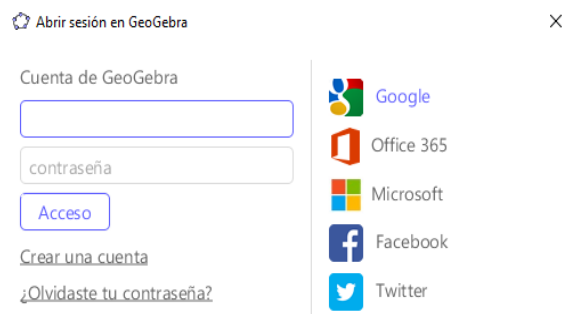 Abrir sesión en GeoGebra
Cuenta de GeoGebra
contraseña
Acceso
Crear una cuenta
¿Olvidaste tu contraseña?
Google
Office 365
Microsoft
Facebook
Twitter